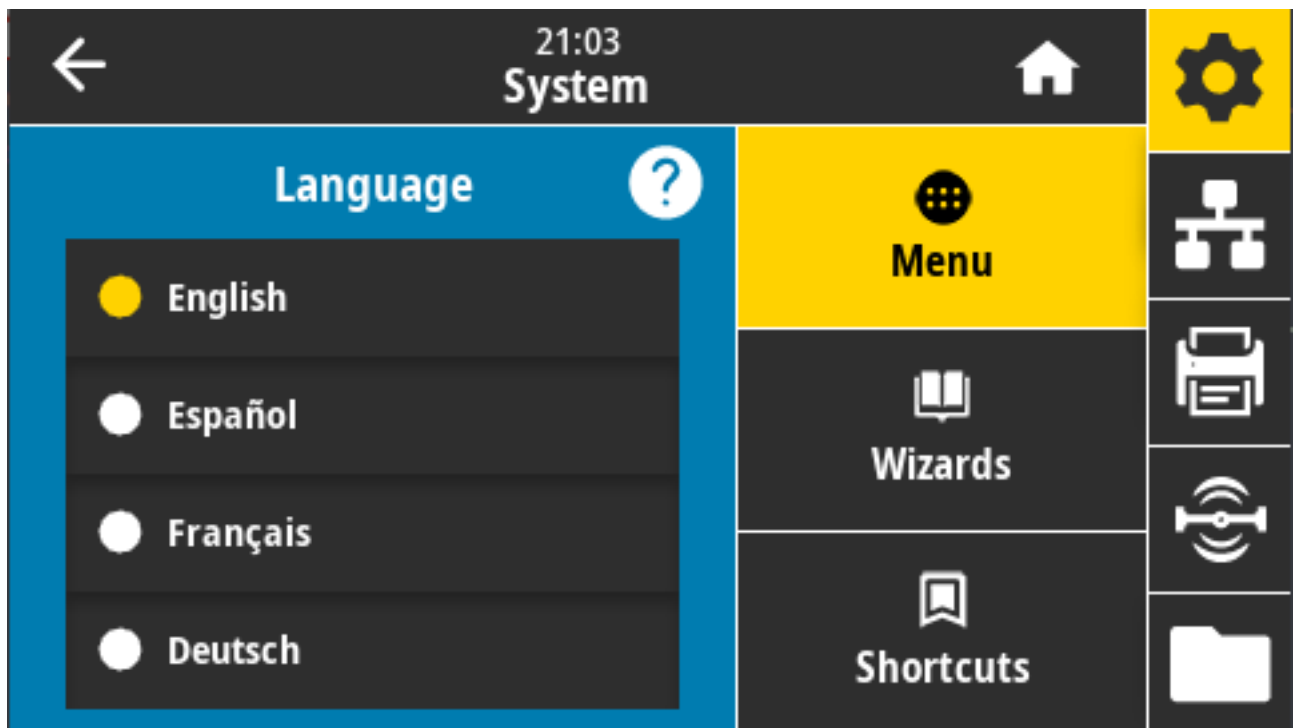 21:03
System
Language
?
English
Español
Français
Deutsch
Menu
Wizards
Shortcuts